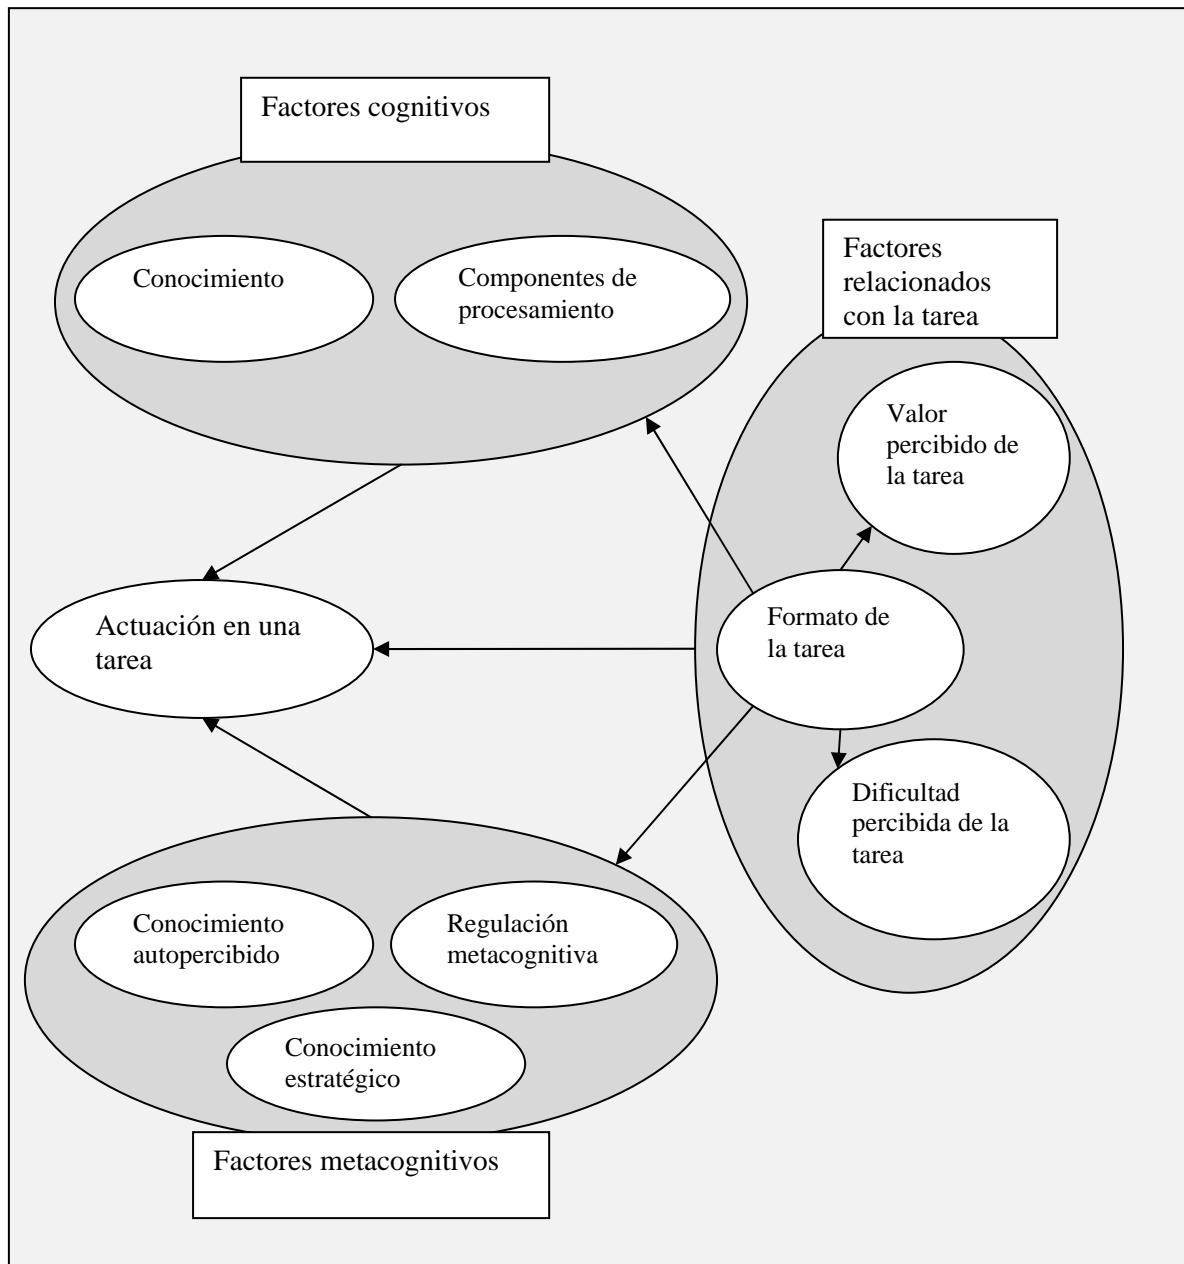 Factores cognitivos
Conocimiento
Componentes de
procesamiento
Factores
relacionados
con la tarea
Valor
percibido de
la tarea
Formato de
la tarea
Actuación en una
tarea
Dificultad
percibida de la
tarea
Conocimiento
autopercibido
Regulación
metacognitiva
Conocimiento
estratégico
Factores metacognitivos